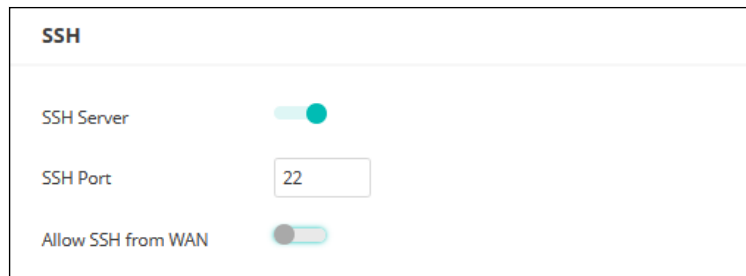 SSH
SSH Server
SSH Port 22
Allow SSH from WAN